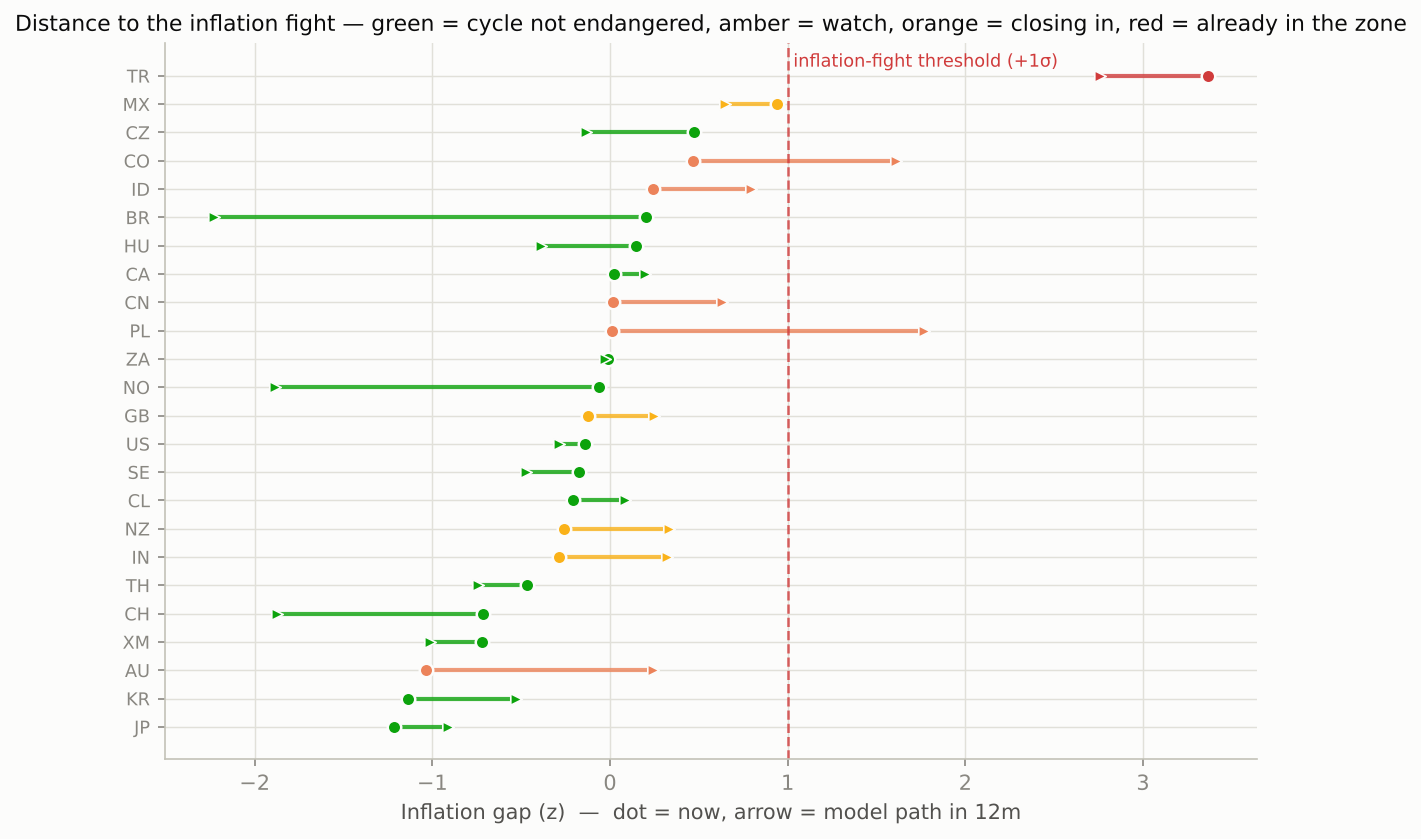 Distance to the inflation fight — green = cycle not endangered, amber = watch, orange = closing in, red = already in the zone
inflation-fight threshold (+1σ)
TR
MX
CZ
CO
ID
BR
HU
CA
CN
PL
ZA
NO
GB
US
SE
CL
NZ
IN
TH
CH
XM
AU
KR
JP
−2 −1 0 1 2 3
Inflation gap (z) — dot = now, arrow = model path in 12m